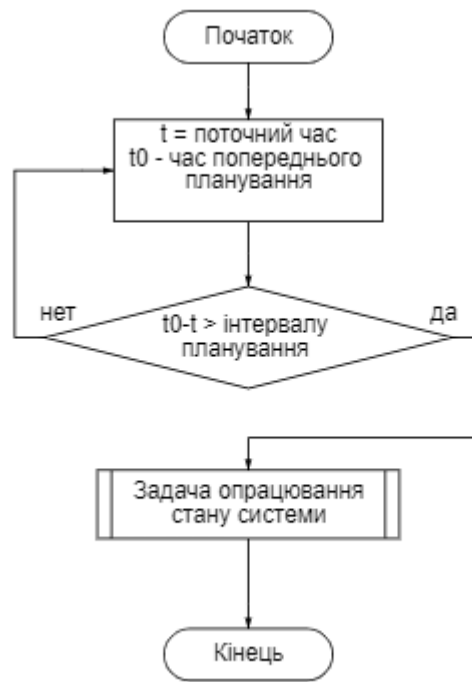 Початок
t = поточний час
t0 - час попереднього
планування
нет
да
t0-t > інтервалу
планування
Задача опрацювання
стану системи
Кінець